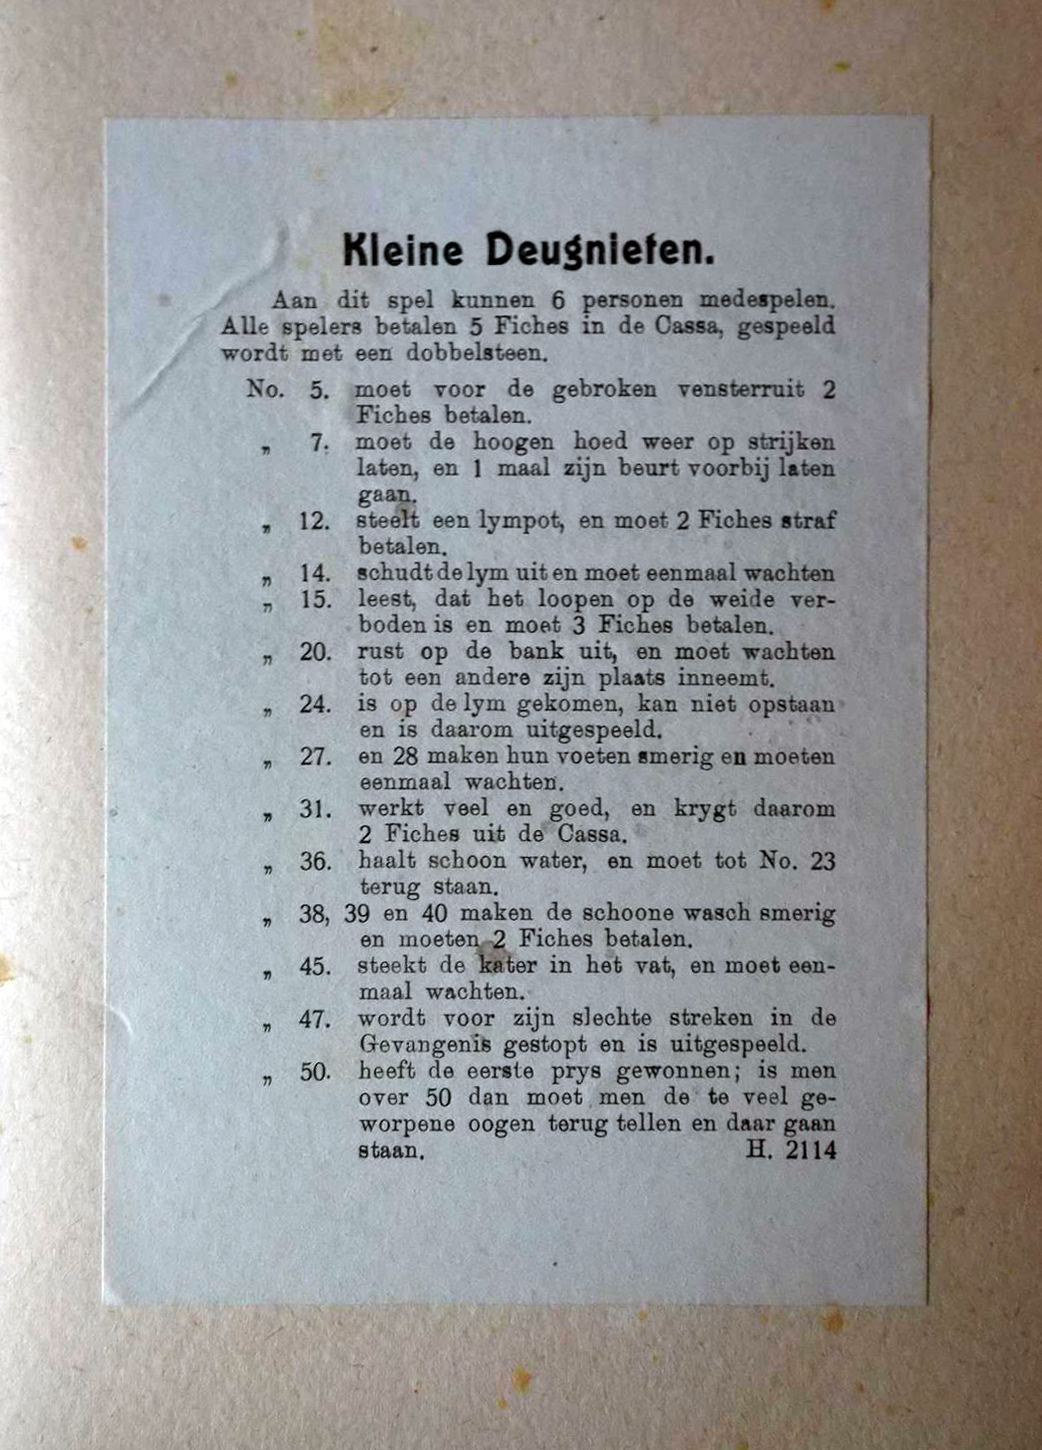 Kleine Deugnieten.
Aan dit spel kunnen 6 personen medespelen.
Alle spelers betalen 5 Fiches in de Cassa, gespeeld
wordt met een dobbelsteen.
No. 5. moet voor de gebroken vensterruit 2
Fiches betalen.
„ 7. moet de hoogen hoed weer op strijken
laten, en 1 maal zijn beurt voorbij laten
gaan.
„ 12. steelt een lympot, en moet 2 Fiches straf
betalen.
„ 14. schudt de lym uit en moet eenmaal wachten
„ 15. leest, dat het loopen op de weide ver-
boden is en moet 3 Fiches betalen.
„ 20. rust op de bank uit, en moet wachten
tot een andere zijn plaats inneemt.
„ 24. is op de lym gekomen, kan niet opstaan
en is daarom uitgespeeld.
„ 27. en 28 maken hun voeten smerig en moeten
eenmaal wachten.
„ 31. werkt veel en goed, en krygt daarom
2 Fiches uit de Cassa.
„ 36. haalt schoon water, en moet tot No. 23
terug staan.
„ 38, 39 en 40 maken de schoone wasch smerig
en moeten 2 Fiches betalen.
„ 45. steekt de kater in het vat, en moet een-
maal wachten.
„ 47. wordt voor zijn slechte streken in de
Gevangenis gestopt en is uitgespeeld.
„ 50. heeft de eerste prys gewonnen; is men
over 50 dan moet men de te veel ge-
worpene oogen terug tellen en daar gaan
staan. H. 2114